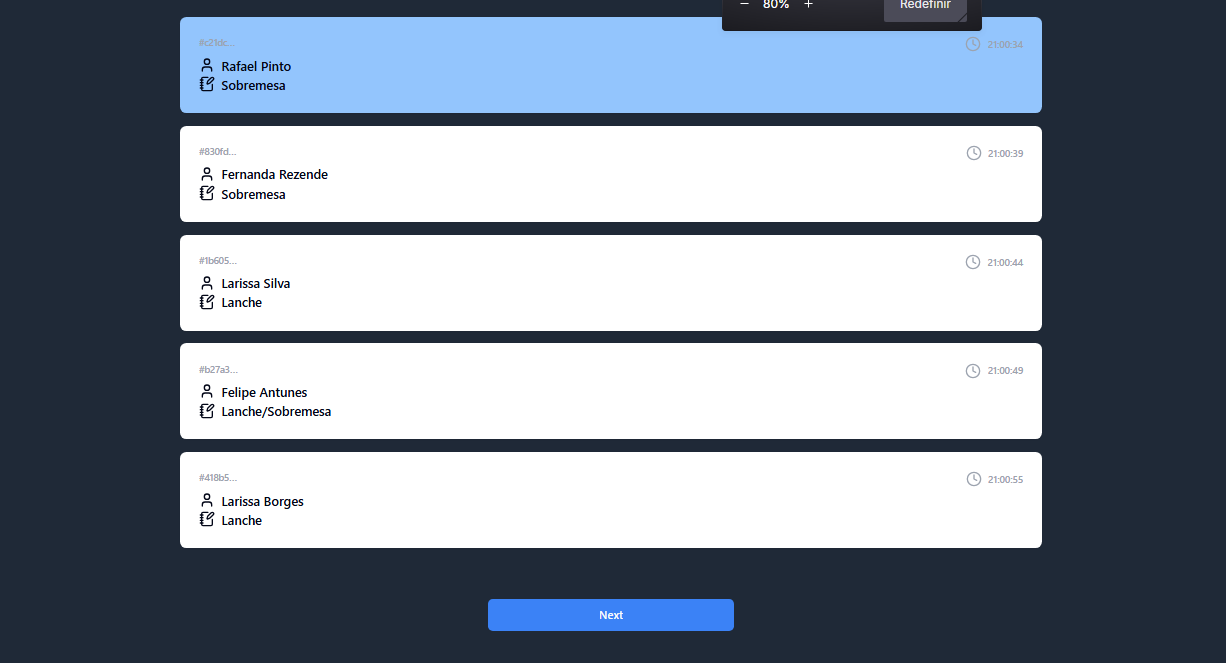 − 80% + Redefinir
#c21dc... 21:00:34
Rafael Pinto
Sobremesa
#830fd... 21:00:39
Fernanda Rezende
Sobremesa
#1b605... 21:00:44
Larissa Silva
Lanche
#b27a3... 21:00:49
Felipe Antunes
Lanche/Sobremesa
#418b5... 21:00:55
Larissa Borges
Lanche
Next